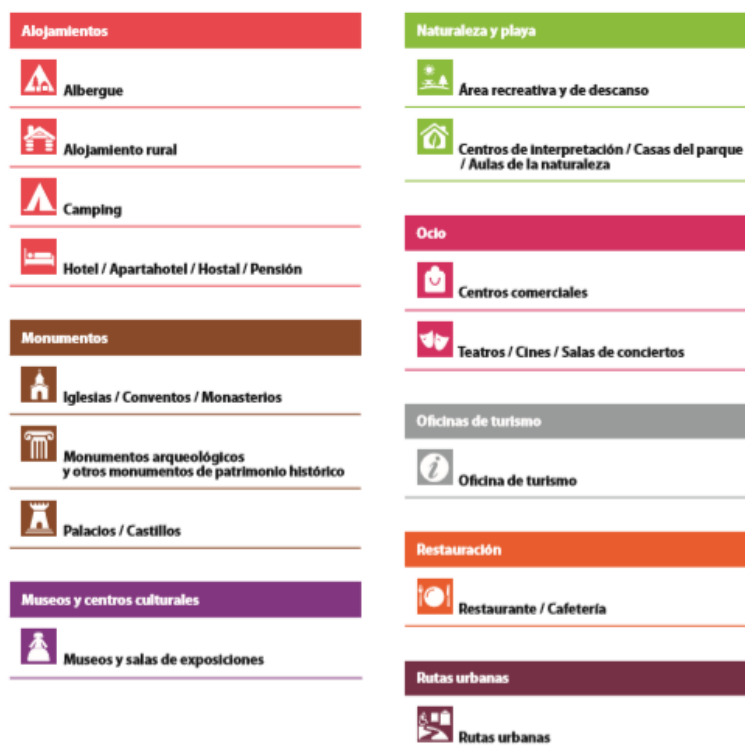 Alojamientos
Albergue
Alojamiento rural
Camping
Hotel / Apartahotel / Hostal / Pensión
Monumentos
Iglesias / Conventos / Monasterios
Monumentos arqueológicos
y otros monumentos de patrimonio histórico
Palacios / Castillos
Museos y centros culturales
Museos y salas de exposiciones
Naturaleza y playa
Área recreativa y de descanso
Centros de interpretación / Casas del parque
/ Aulas de la naturaleza
Ocio
Centros comerciales
Teatros / Cines / Salas de conciertos
Oficinas de turismo
i
Oficina de turismo
Restauración
Restaurante / Cafetería
Rutas urbanas
Rutas urbanas